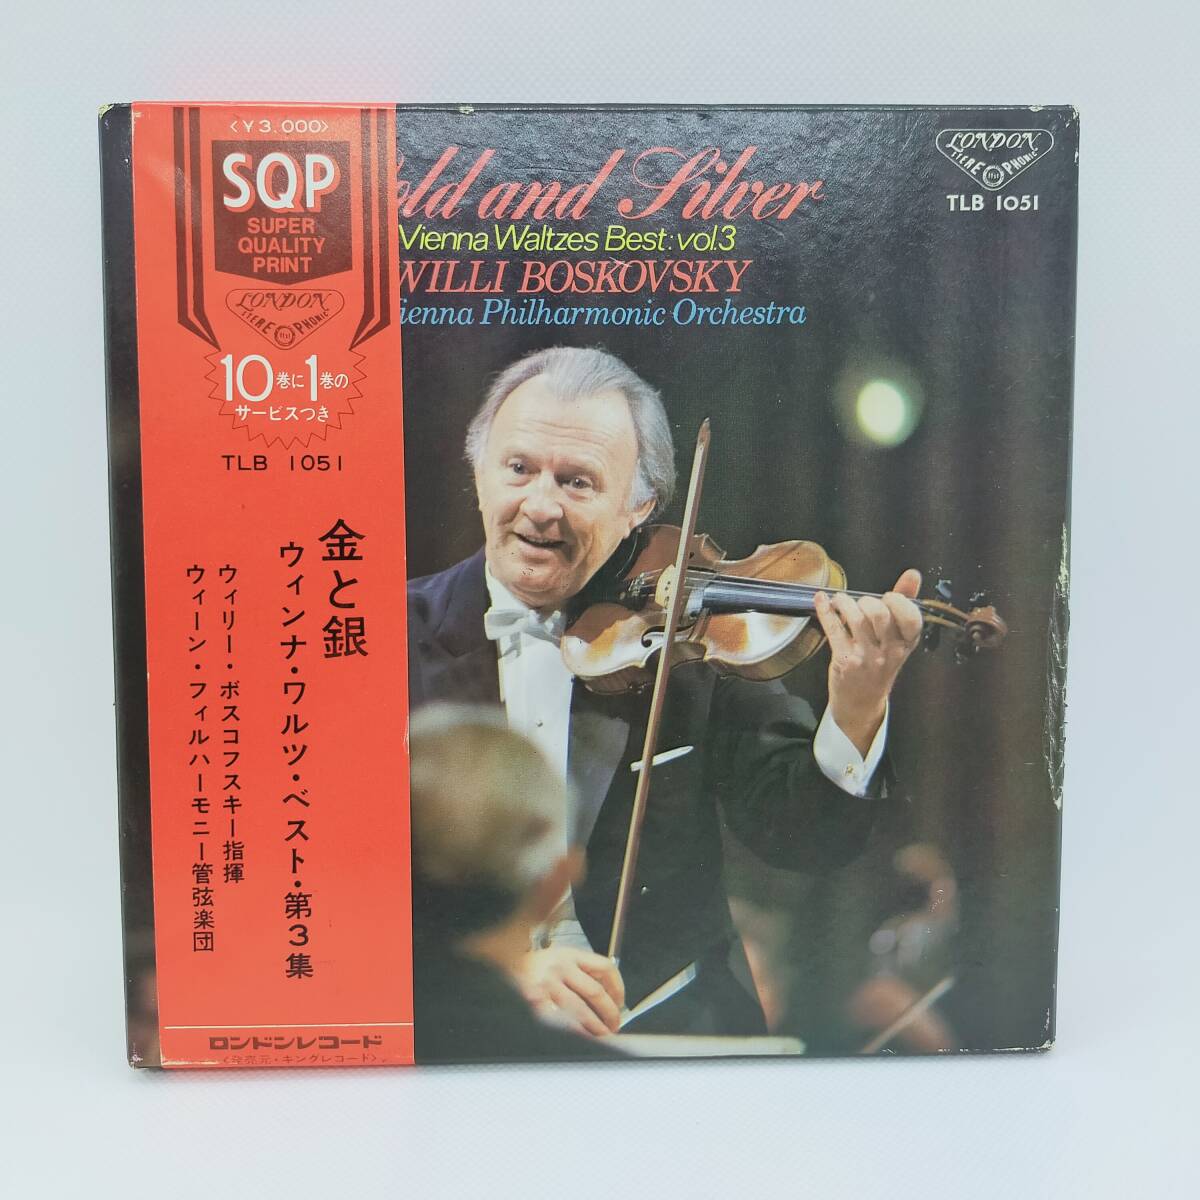 <¥3,000>
SQP
SUPER
QUALITY
PRINT
LONDON
STEREOPHONIC
ffrr
10巻に1巻の
サービスつき
TLB 1051
金と銀
ウィンナ・ワルツ・ベスト・第3集
ウィリー・ボスコフスキー指揮
ウィーン・フィルハーモニー管弦楽団
ロンドンレコード
<発売元・キングレコード>
old and Silver
Vienna Waltzes Best: vol.3
WILLI BOSKOVSKY
ienna Philharmonic Orchestra
LONDON
STEREOPHONIC
ffrr
TLB 1051